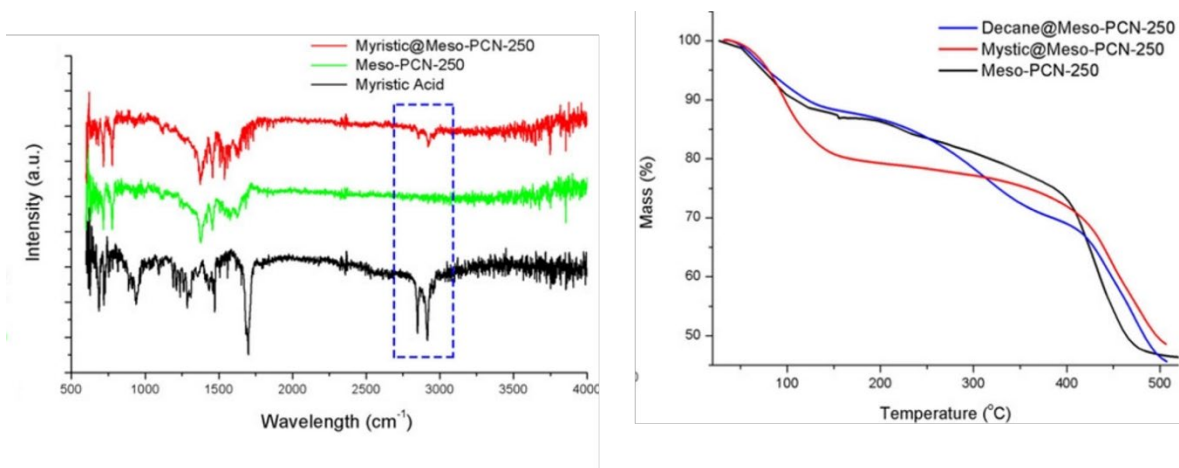 Myristic@Meso-PCN-250
Meso-PCN-250
Myristic Acid
Intensity (a.u.)
500 1000 1500 2000 2500 3000 3500 4000
Wavelength (cm-1)
Decane@Meso-PCN-250
Mystic@Meso-PCN-250
Meso-PCN-250
100
90
80
70
60
50
Mass (%)
100 200 300 400 500
Temperature (°C)